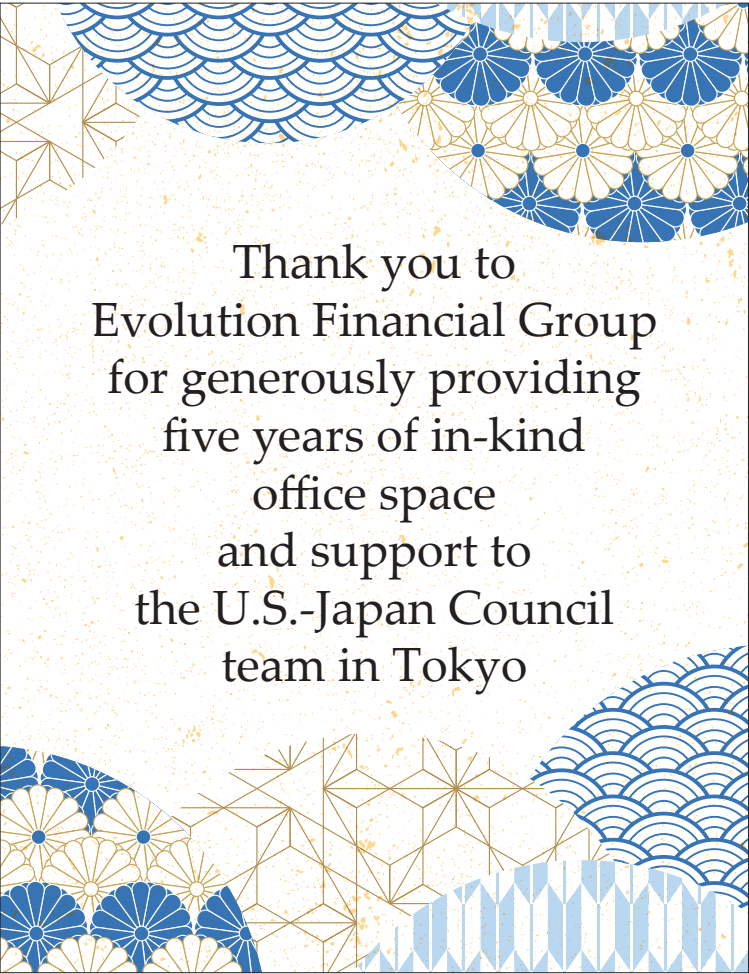 Thank you to
Evolution Financial Group
for generously providing
five years of in-kind
office space
and support to
the U.S.-Japan Council
team in Tokyo